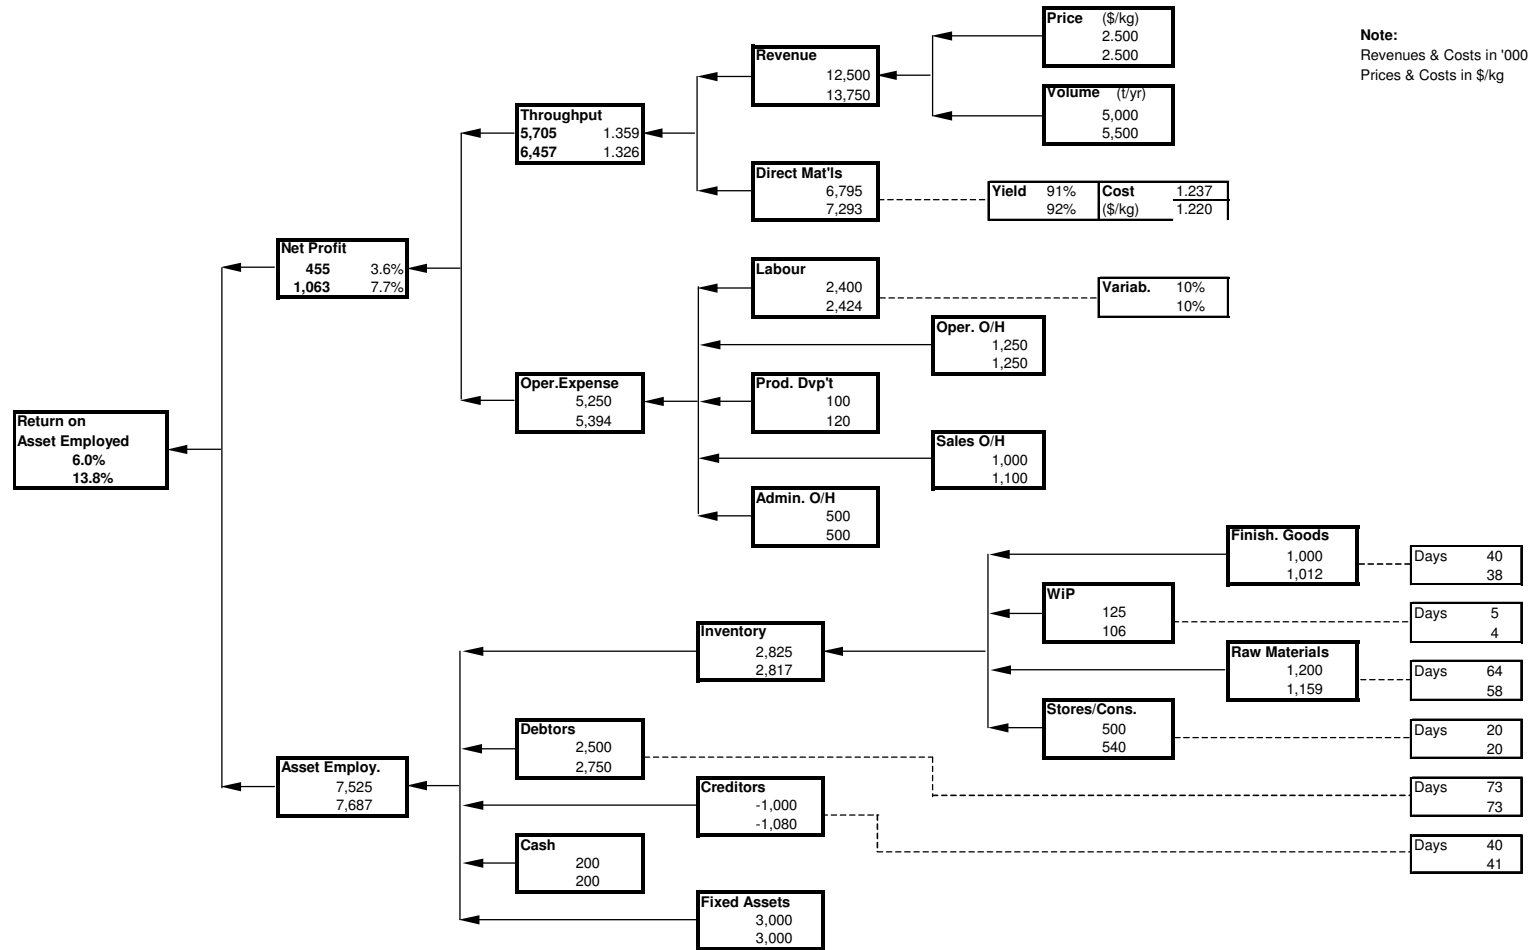 Price ($/kg)
2.500
2.500
Note:
Revenues & Costs in '000
Prices & Costs in $/kg
Revenue
12,500
13,750
Volume (t/yr)
5,000
5,500
Throughput
5,705 1.359
6,457 1.326
Direct Mat'ls
6,795
7,293
Yield 91% Cost 1.237
92% ($/kg) 1.220
Net Profit
455 3.6%
1,063 7.7%
Labour
2,400
2,424
Variab. 10%
10%
Oper. O/H
1,250
1,250
Oper.Expense
5,250
5,394
Prod. Dvp't
100
120
Return on
Asset Employed
6.0%
13.8%
Sales O/H
1,000
1,100
Admin. O/H
500
500
Finish. Goods
1,000
1,012
Days 40
38
WiP
125
106
Days 5
4
Inventory
2,825
2,817
Raw Materials
1,200
1,159
Days 64
58
Stores/Cons.
500
540
Days 20
20
Debtors
2,500
2,750
Asset Employ.
7,525
7,687
Creditors
-1,000
-1,080
Days 73
73
Cash
200
200
Days 40
41
Fixed Assets
3,000
3,000